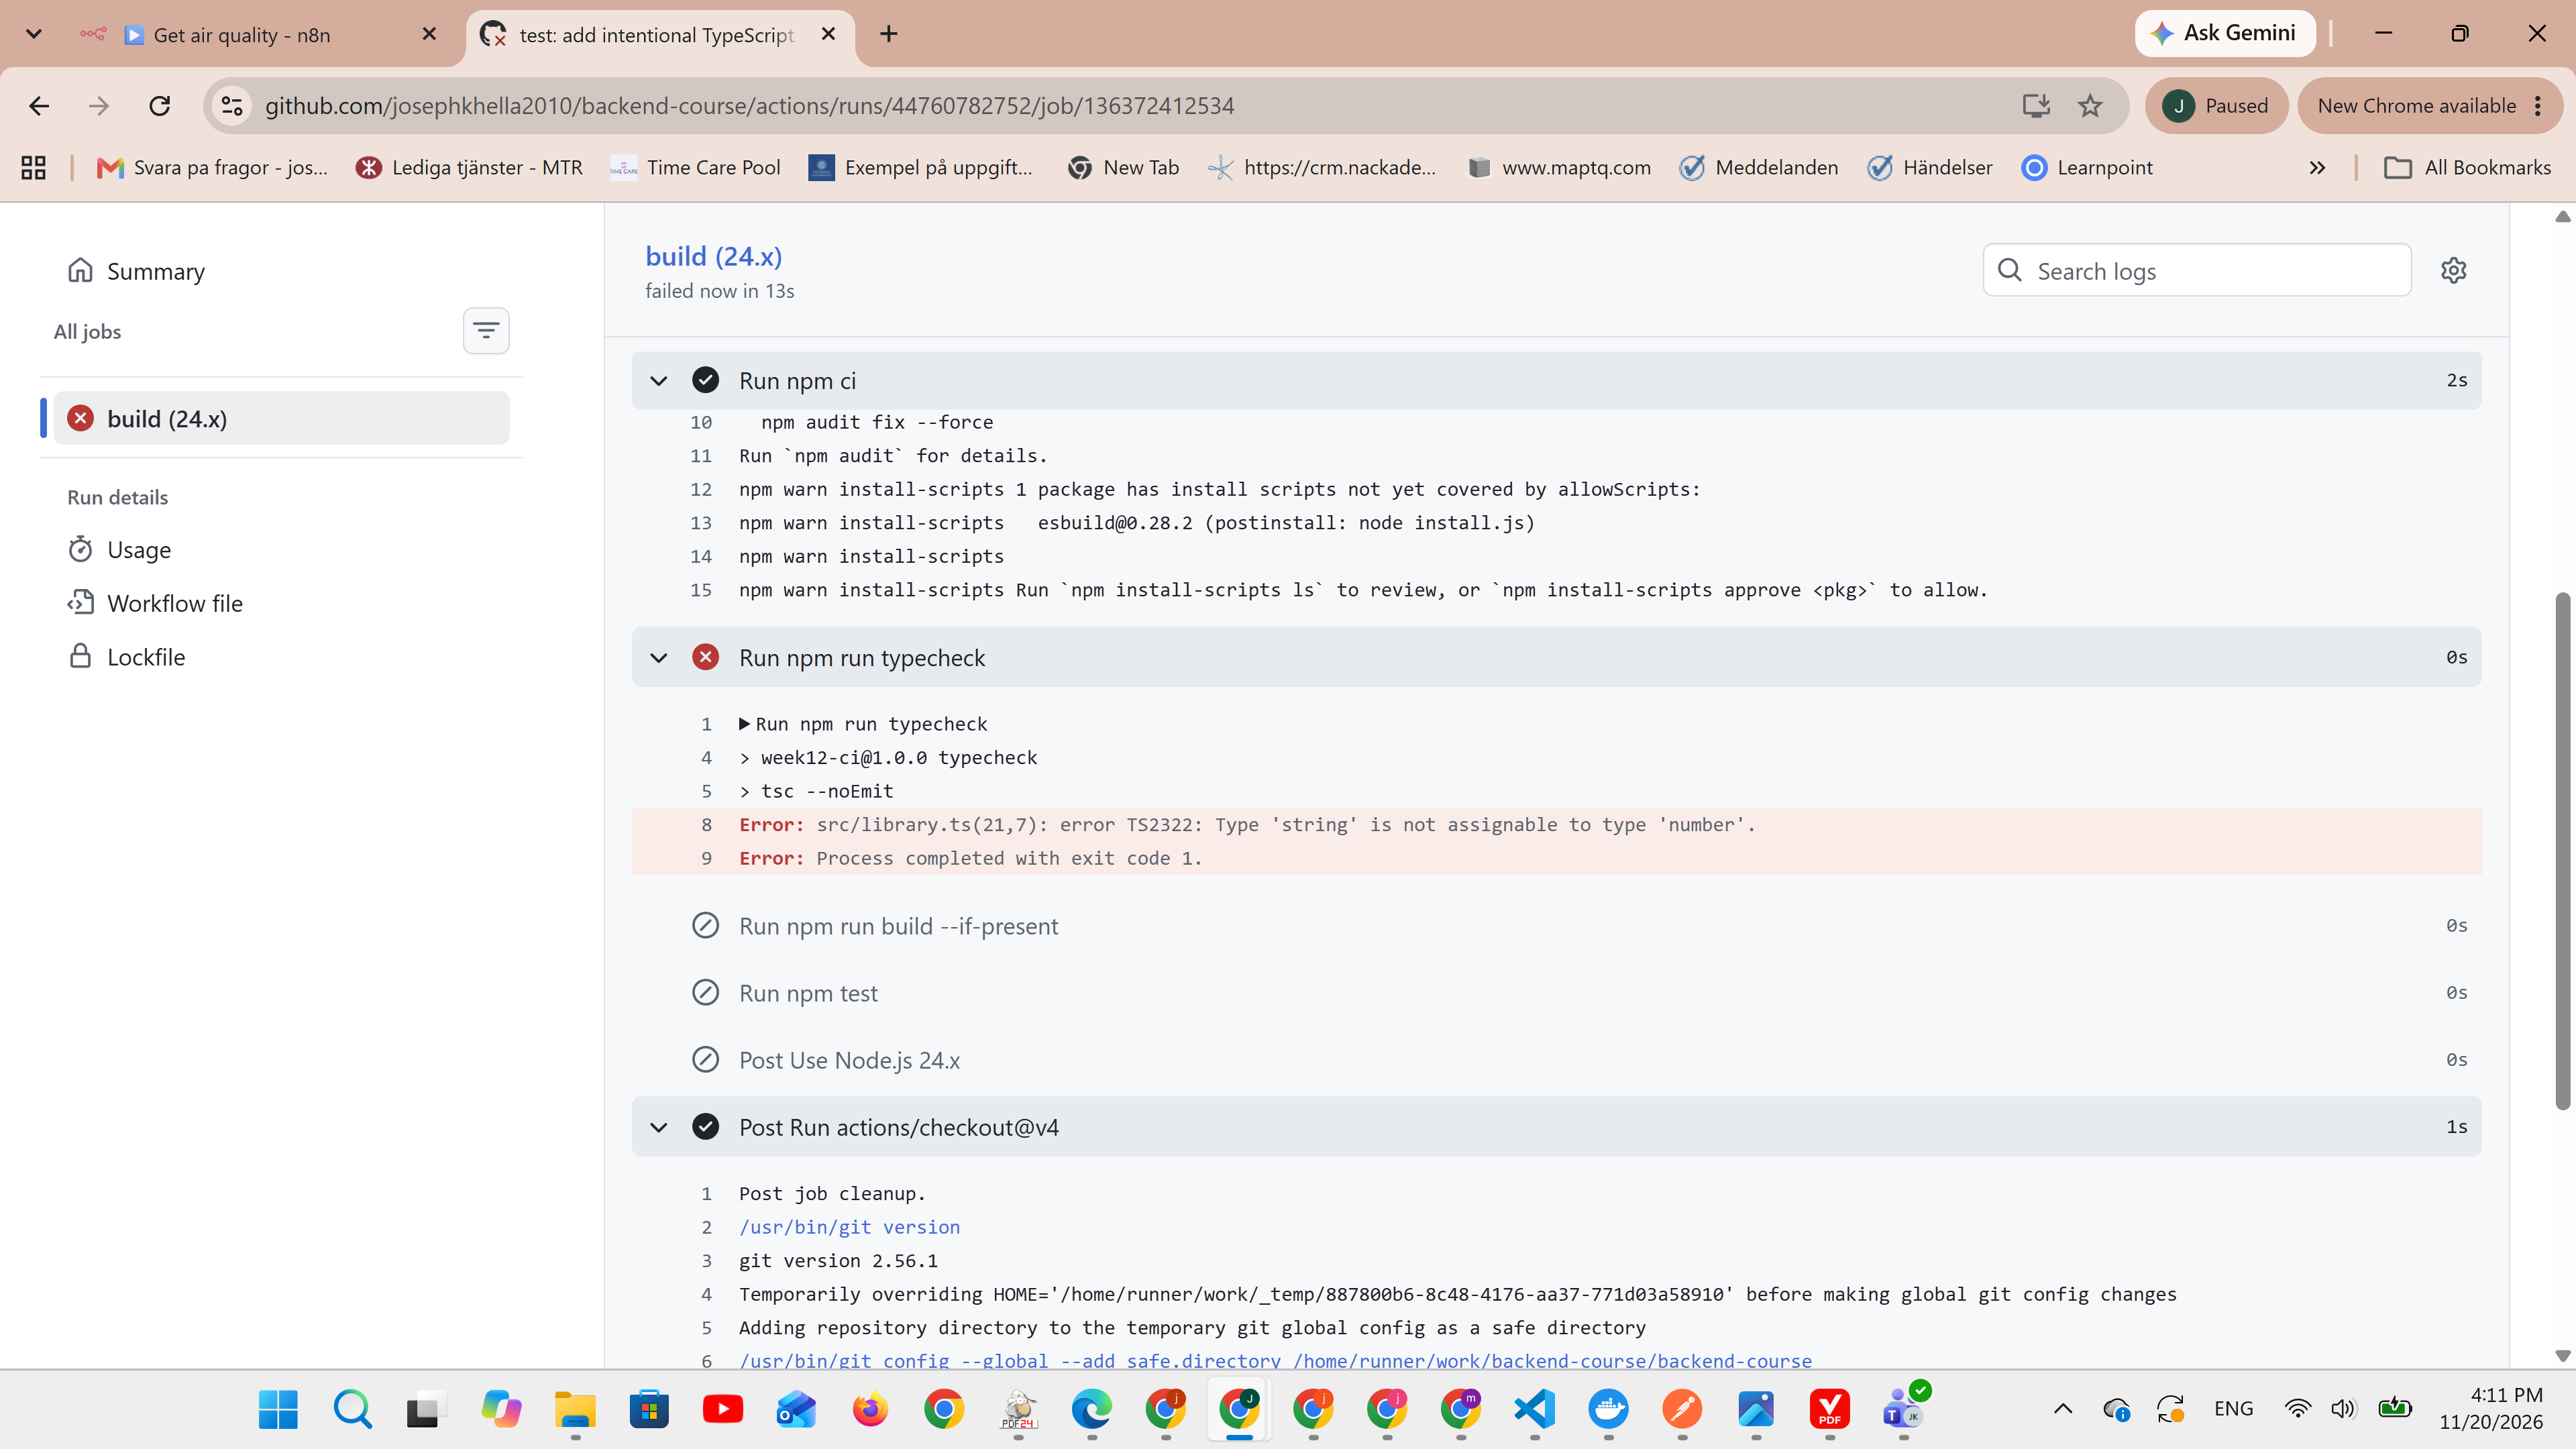 Get air quality - n8n
test: add intentional TypeScript
Ask Gemini
github.com/josephkhella2010/backend-course/actions/runs/44760782752/job/136372412534
J
Paused
New Chrome available
Svara pa fragor - jos...
Lediga tjänster - MTR
Time Care Pool
Exempel på uppgift...
New Tab
https://crm.nackade...
www.maptq.com
Meddelanden
Händelser
Learnpoint
All Bookmarks
Summary
All jobs
build (24.x)
Run details
Usage
Workflow file
Lockfile
build (24.x)
failed now in 13s
Search logs
Run npm ci
2s
10 npm audit fix --force
11 Run `npm audit` for details.
12 npm warn install-scripts 1 package has install scripts not yet covered by allowScripts:
13 npm warn install-scripts   esbuild@0.28.2 (postinstall: node install.js)
14 npm warn install-scripts
15 npm warn install-scripts Run `npm install-scripts ls` to review, or `npm install-scripts approve <pkg>` to allow.
Run npm run typecheck
0s
1 ▶Run npm run typecheck
4 > week12-ci@1.0.0 typecheck
5 > tsc --noEmit
8 Error: src/library.ts(21,7): error TS2322: Type 'string' is not assignable to type 'number'.
9 Error: Process completed with exit code 1.
Run npm run build --if-present
0s
Run npm test
0s
Post Use Node.js 24.x
0s
Post Run actions/checkout@v4
1s
1 Post job cleanup.
2 /usr/bin/git version
3 git version 2.56.1
4 Temporarily overriding HOME='/home/runner/work/_temp/887800b6-8c48-4176-aa37-771d03a58910' before making global git config changes
5 Adding repository directory to the temporary git global config as a safe directory
6 /usr/bin/git config --global --add safe.directory /home/runner/work/backend-course/backend-course
PDF24
PDF
JK
ENG
4:11 PM
11/20/2026